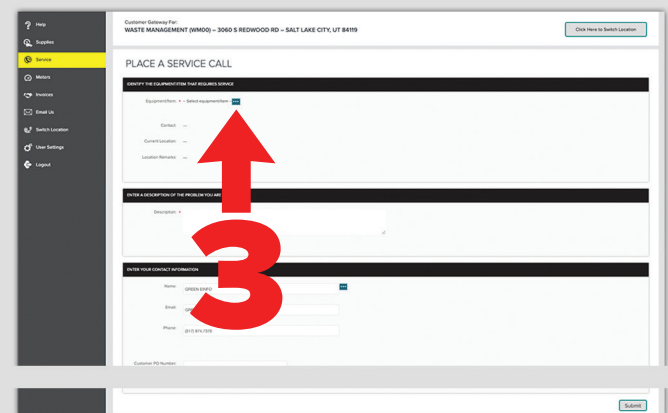 Help
Supplies
Service
Meters
Invoices
Email Us
Switch Location
User Settings
Logout
Customer Gateway For:
WASTE MANAGEMENT (WM00) – 3060 S REDWOOD RD – SALT LAKE CITY, UT 84119
Click Here to Switch Location
PLACE A SERVICE CALL
IDENTIFY THE EQUIPMENT/ITEM THAT REQUIRES SERVICE
Equipment/Item: * – Select equipment/item –
Contact: —
Current Location: —
Location Remarks: —
ENTER A DESCRIPTION OF THE PROBLEM YOU ARE
Description: *
3
ENTER YOUR CONTACT INFORMATION
Name:
Email:
Phone: (317) 974.7376
Customer PO Number:
Submit